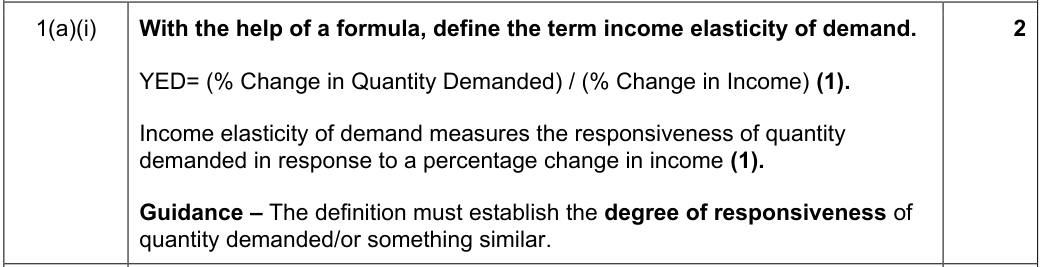 1(a)(i) With the help of a formula, define the term income elasticity of demand. 2
YED= (% Change in Quantity Demanded) / (% Change in Income) (1).
Income elasticity of demand measures the responsiveness of quantity
demanded in response to a percentage change in income (1).
Guidance – The definition must establish the degree of responsiveness of
quantity demanded/or something similar.